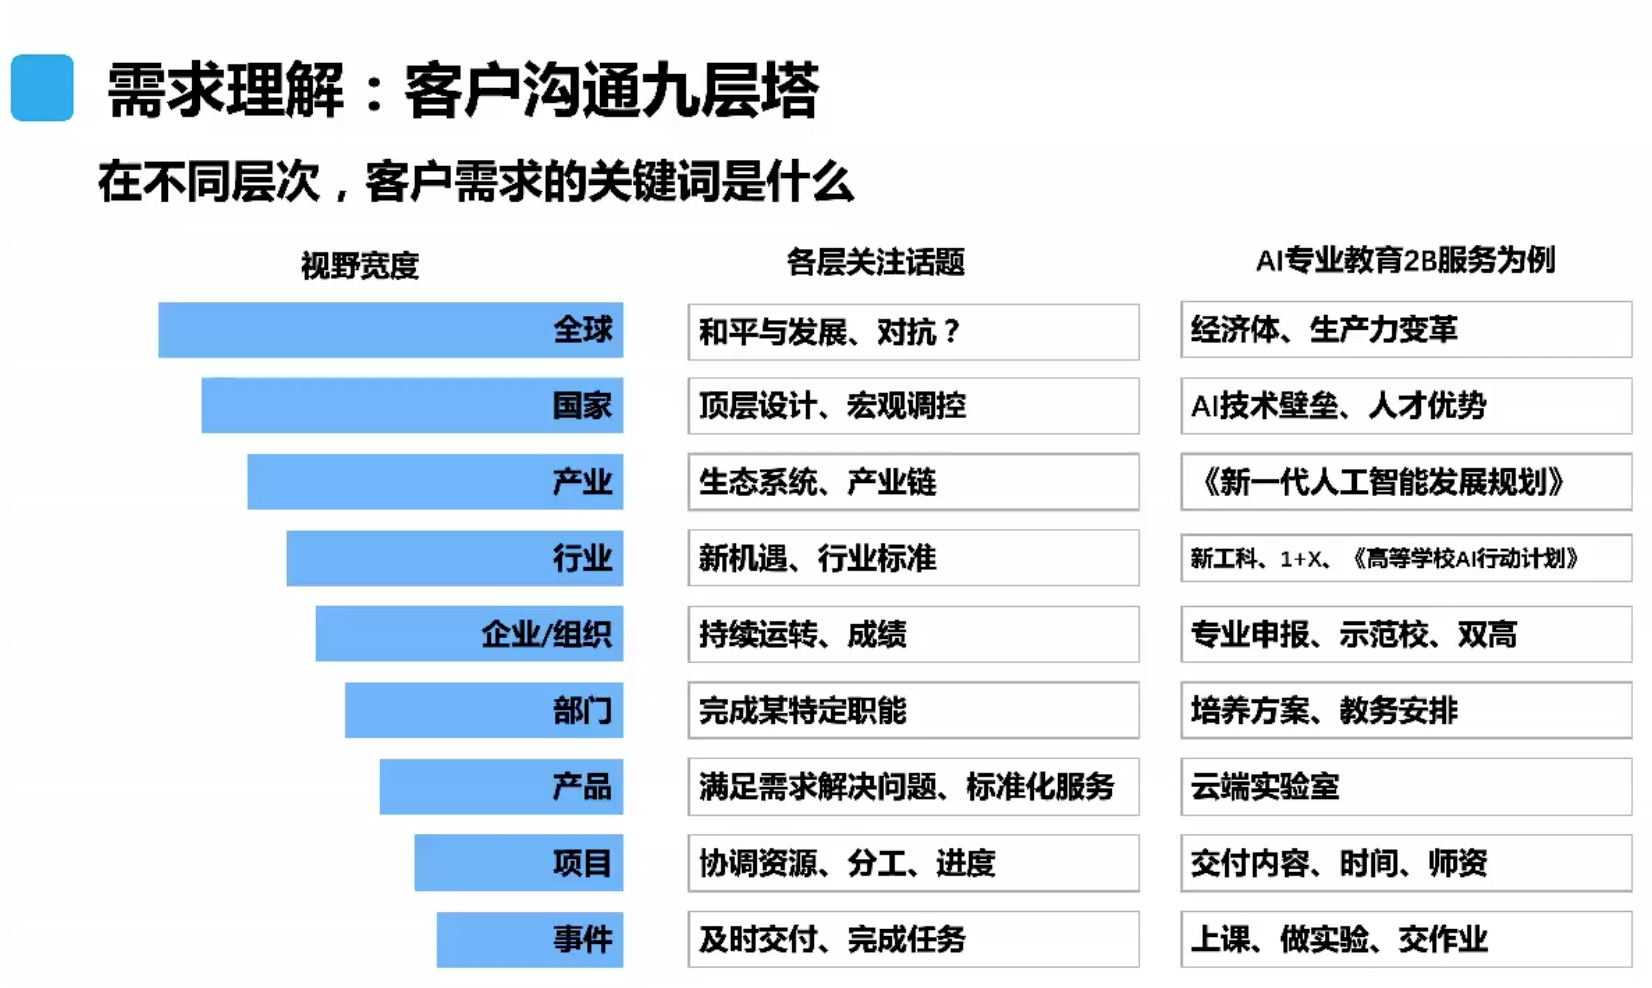 需求理解：客户沟通九层塔
在不同层次，客户需求的关键词是什么
视野宽度 各层关注话题 AI专业教育2B服务为例
全球 和平与发展、对抗？ 经济体、生产力变革
国家 顶层设计、宏观调控 AI技术壁垒、人才优势
产业 生态系统、产业链 《新一代人工智能发展规划》
行业 新机遇、行业标准 新工科、1+X、《高等学校AI行动计划》
企业/组织 持续运转、成绩 专业申报、示范校、双高
部门 完成某特定职能 培养方案、教务安排
产品 满足需求解决问题、标准化服务 云端实验室
项目 协调资源、分工、进度 交付内容、时间、师资
事件 及时交付、完成任务 上课、做实验、交作业